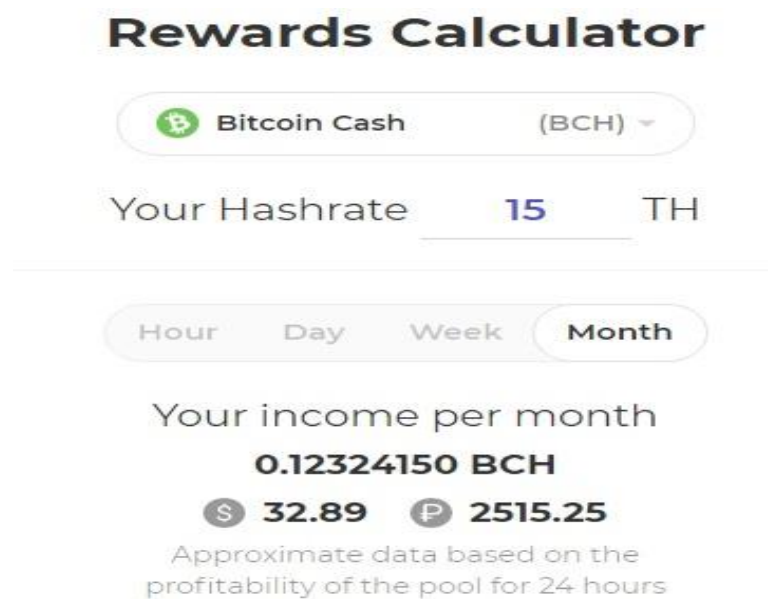 Rewards Calculator
Bitcoin Cash (BCH)
Your Hashrate 15 TH
Hour Day Week Month
Your income per month
0.12324150 BCH
$ 32.89 ₽ 2515.25
Approximate data based on the
profitability of the pool for 24 hours